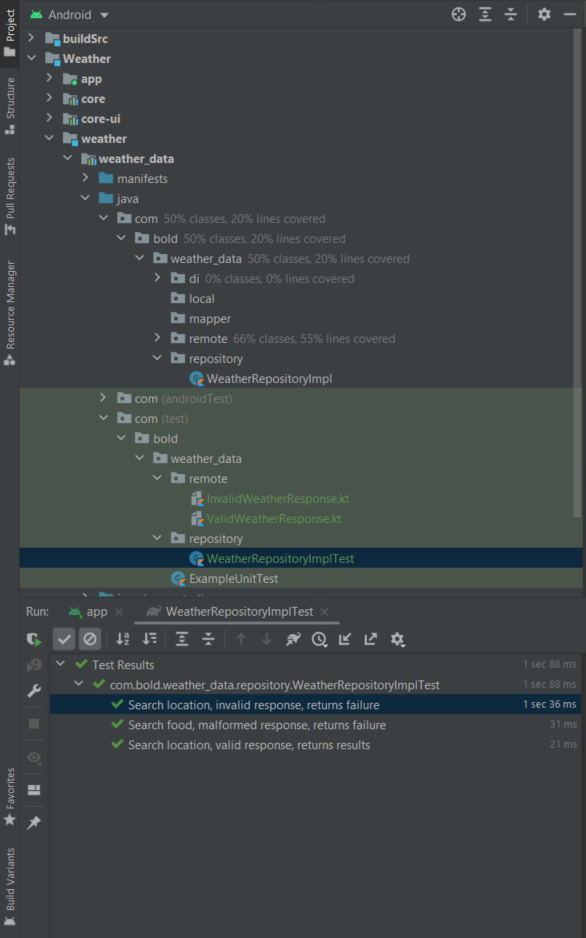 Android
Project
Structure
Pull Requests
Resource Manager
buildSrc
Weather
app
core
core-ui
weather
weather_data
manifests
java
com 50% classes, 20% lines covered
bold 50% classes, 20% lines covered
weather_data 50% classes, 20% lines covered
di 0% classes, 0% lines covered
local
mapper
remote 66% classes, 55% lines covered
repository
WeatherRepositoryImpl
com (androidTest)
com (test)
bold
weather_data
remote
InvalidWeatherResponse.kt
ValidWeatherResponse.kt
repository
WeatherRepositoryImplTest
ExampleUnitTest
Run: app WeatherRepositoryImplTest
Test Results 1 sec 88 ms
com.bold.weather_data.repository.WeatherRepositoryImplTest 1 sec 88 ms
Search location, invalid response, returns failure 1 sec 36 ms
Search food, malformed response, returns failure 31 ms
Search location, valid response, returns results 21 ms
Favorites
Build Variants